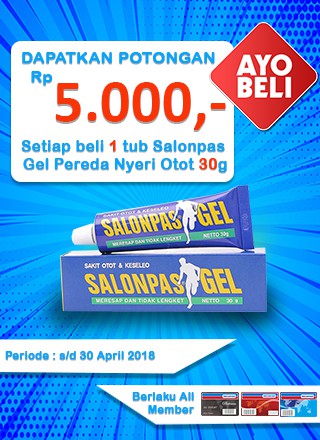 DAPATKAN POTONGAN
Rp
5.000,-
AYO
BELI
Setiap beli 1 tub Salonpas
Gel Pereda Nyeri Otot 30g
SAKIT OTOT & KESELEO
SALONPAS GEL
MERESAP DAN TIDAK LENGKET
NETTO 30g
SAKIT OTOT & KESELEO
SALONPAS GEL
MERESAP DAN TIDAK LENGKET
NETTO 30 g
Periode : s/d 30 April 2018
Berlaku All
Member